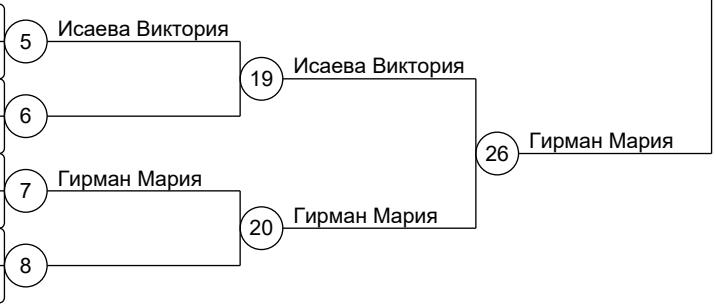 5 Исаева Виктория
19 Исаева Виктория
6
26 Гирман Мария
7 Гирман Мария
20 Гирман Мария
8